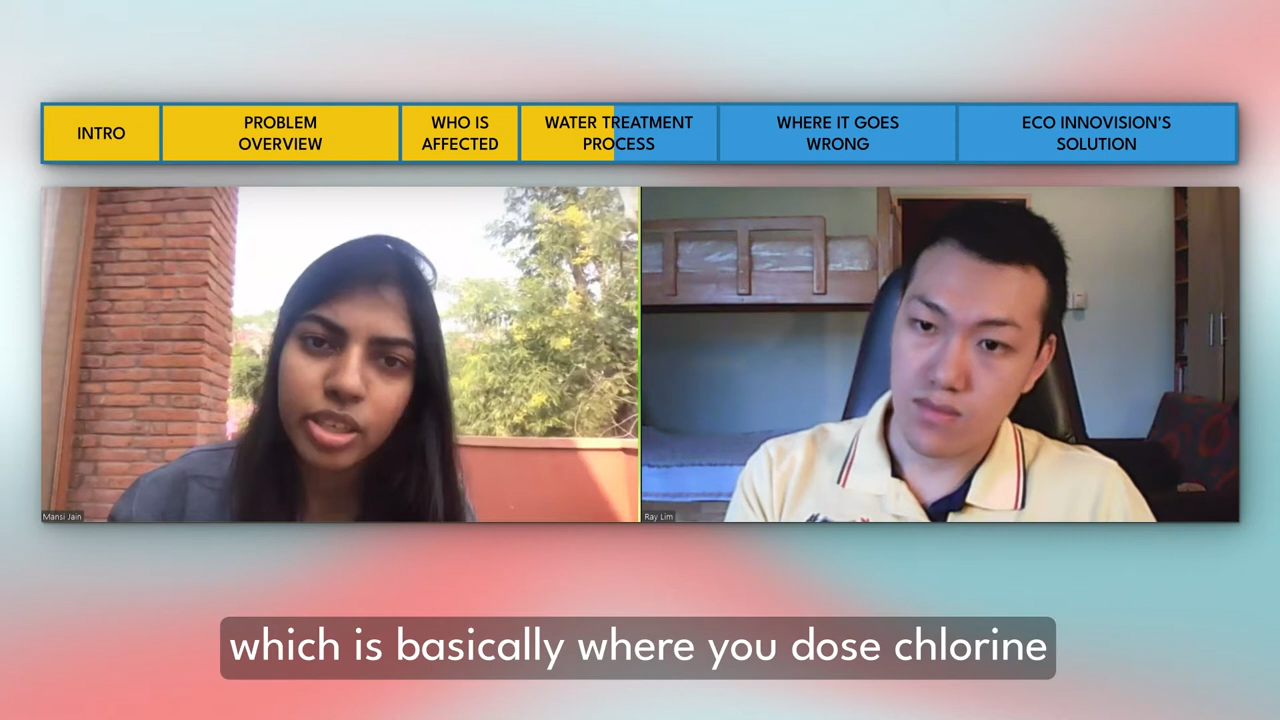 INTRO
PROBLEM
OVERVIEW
WHO IS
AFFECTED
WATER TREATMENT
PROCESS
WHERE IT GOES
WRONG
ECO INNOVISION'S
SOLUTION
Mansi Jain
Ray Lim
which is basically where you dose chlorine